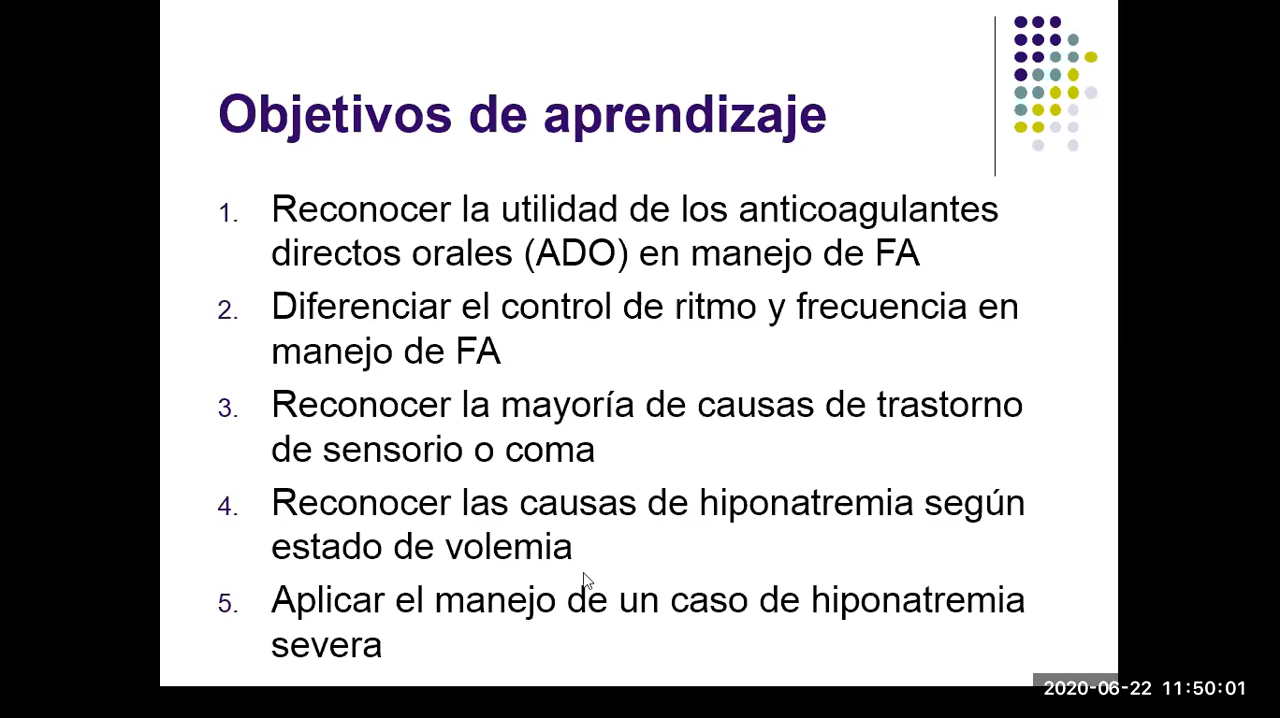 Objetivos de aprendizaje
1. Reconocer la utilidad de los anticoagulantes
directos orales (ADO) en manejo de FA
2. Diferenciar el control de ritmo y frecuencia en
manejo de FA
3. Reconocer la mayoría de causas de trastorno
de sensorio o coma
4. Reconocer las causas de hiponatremia según
estado de volemia
5. Aplicar el manejo de un caso de hiponatremia
severa
2020-06-22 11:50:01